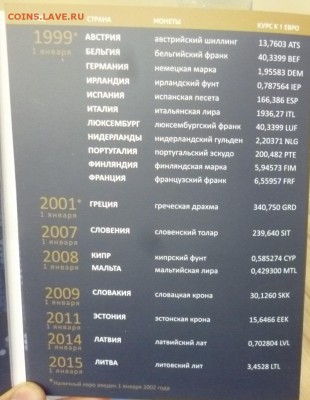 COINS.LAVE.RU
СТРАНА МОНЕТЫ КУРС К 1 ЕВРО
1999* АВСТРИЯ австрийский шиллинг 13,7603 ATS
1 января БЕЛЬГИЯ бельгийский франк 40,3399 BEF
ГЕРМАНИЯ немецкая марка 1,95583 DEM
ИРЛАНДИЯ ирландский фунт 0,787564 IEP
ИСПАНИЯ испанская песета 166,386 ESP
ИТАЛИЯ итальянская лира 1936,27 ITL
ЛЮКСЕМБУРГ люксембургский франк 40,3399 LUF
НИДЕРЛАНДЫ нидерландский гульден 2,20371 NLG
ПОРТУГАЛИЯ португальский эскудо 200,482 PTE
ФИНЛЯНДИЯ финляндская марка 5,94573 FIM
ФРАНЦИЯ французский франк 6,55957 FRF
2001* ГРЕЦИЯ греческая драхма 340,750 GRD
1 января
2007 СЛОВЕНИЯ словенский толар 239,640 SIT
1 января
2008 КИПР кипрский фунт 0,585274 CYP
1 января МАЛЬТА мальтийская лира 0,429300 MTL
2009 СЛОВАКИЯ словацкая крона 30,1260 SKK
1 января
2011 ЭСТОНИЯ эстонская крона 15,6466 EEK
1 января
2014 ЛАТВИЯ латвийский лат 0,702804 LVL
1 января
2015 ЛИТВА литовский лит 3,4528 LTL
1 января
* Наличный евро введен 1 января 2002 года